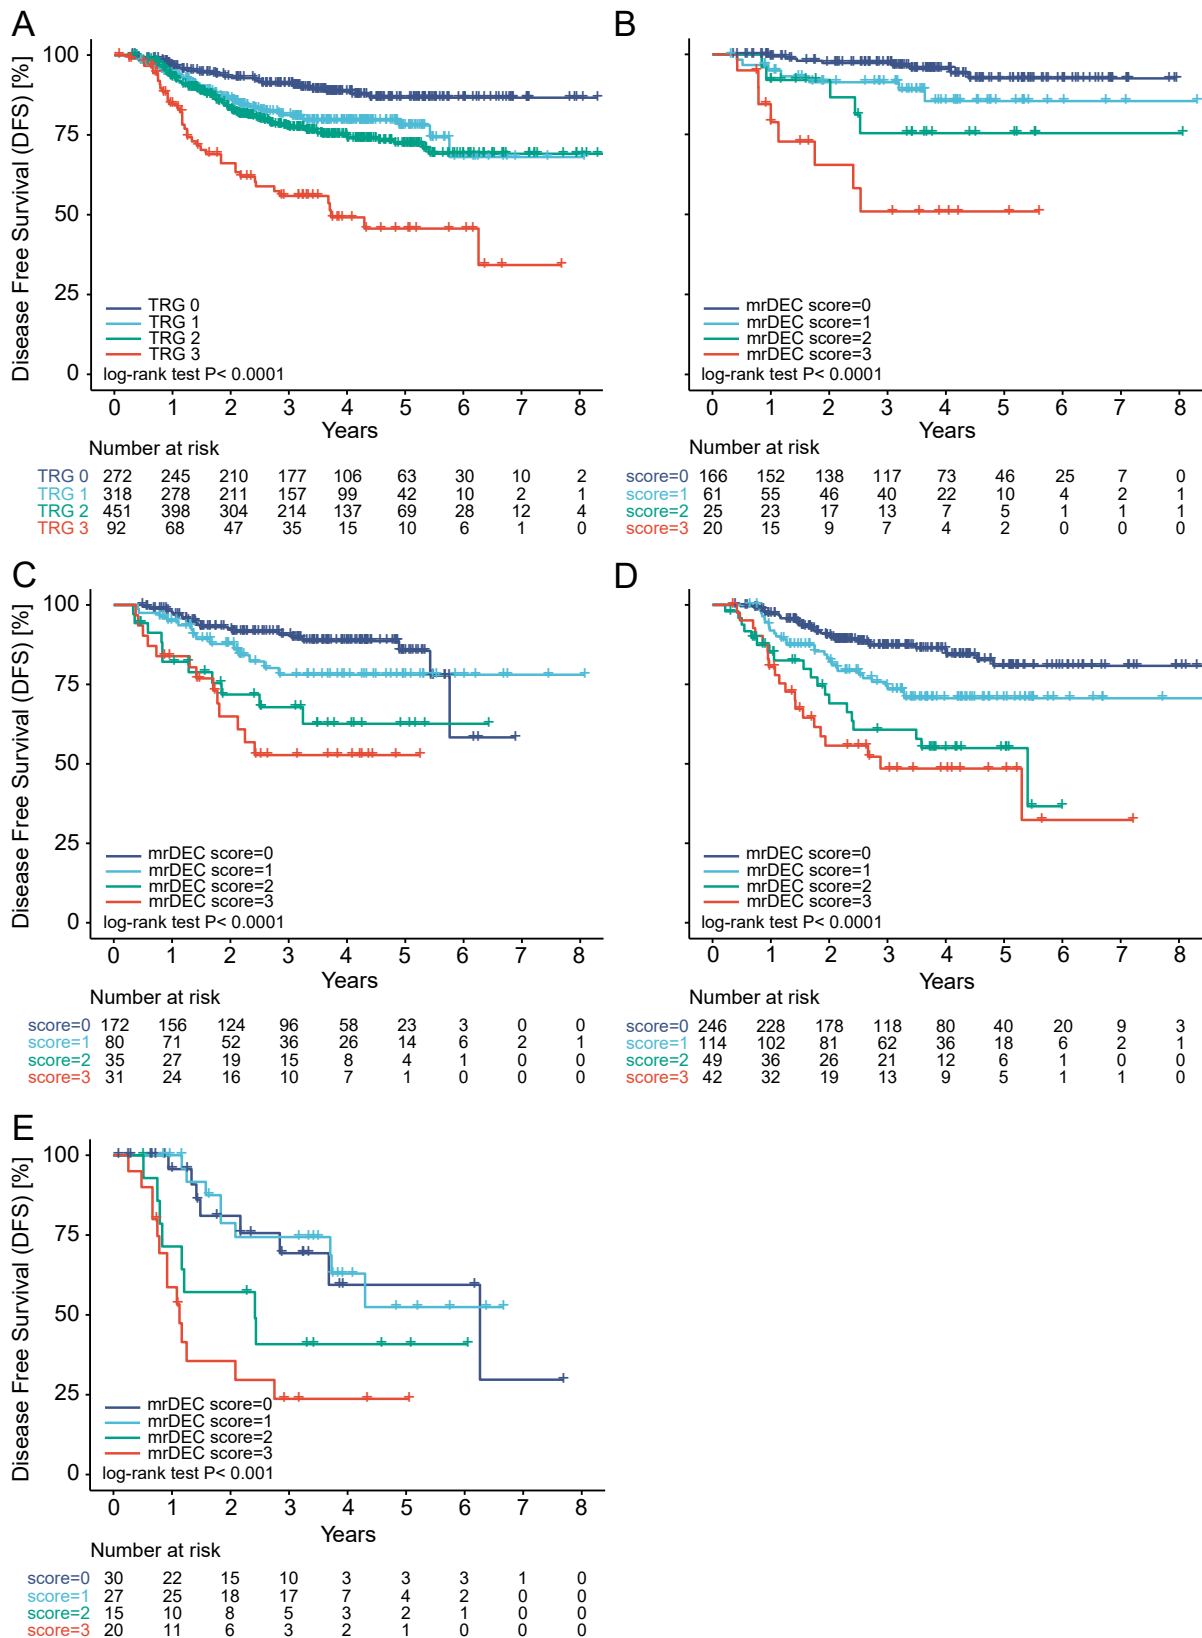 A
Disease Free Survival (DFS) [%]
100
75
50
25
0
TRG 0
TRG 1
TRG 2
TRG 3
log-rank test P< 0.0001
0 1 2 3 4 5 6 7 8
Years
Number at risk
TRG 0 272 245 210 177 106 63 30 10 2
TRG 1 318 278 211 157 99 42 10 2 1
TRG 2 451 398 304 214 137 69 28 12 4
TRG 3 92 68 47 35 15 10 6 1 0
B
mrDEC score=0
mrDEC score=1
mrDEC score=2
mrDEC score=3
log-rank test P< 0.0001
0 1 2 3 4 5 6 7 8
Years
Number at risk
score=0 166 152 138 117 73 46 25 7 0
score=1 61 55 46 40 22 10 4 2 1
score=2 25 23 17 13 7 5 1 1 1
score=3 20 15 9 7 4 2 0 0 0
C
Disease Free Survival (DFS) [%]
100
75
50
25
0
mrDEC score=0
mrDEC score=1
mrDEC score=2
mrDEC score=3
log-rank test P< 0.0001
0 1 2 3 4 5 6 7 8
Years
Number at risk
score=0 172 156 124 96 58 23 3 0 0
score=1 80 71 52 36 26 14 6 2 1
score=2 35 27 19 15 8 4 1 0 0
score=3 31 24 16 10 7 1 0 0 0
D
mrDEC score=0
mrDEC score=1
mrDEC score=2
mrDEC score=3
log-rank test P< 0.0001
0 1 2 3 4 5 6 7 8
Years
Number at risk
score=0 246 228 178 118 80 40 20 9 3
score=1 114 102 81 62 36 18 6 2 1
score=2 49 36 26 21 12 6 1 0 0
score=3 42 32 19 13 9 5 1 1 0
E
Disease Free Survival (DFS) [%]
100
75
50
25
0
mrDEC score=0
mrDEC score=1
mrDEC score=2
mrDEC score=3
log-rank test P< 0.001
0 1 2 3 4 5 6 7 8
Years
Number at risk
score=0 30 22 15 10 3 3 3 1 0
score=1 27 25 18 17 7 4 2 0 0
score=2 15 10 8 5 3 2 1 0 0
score=3 20 11 6 3 2 1 0 0 0